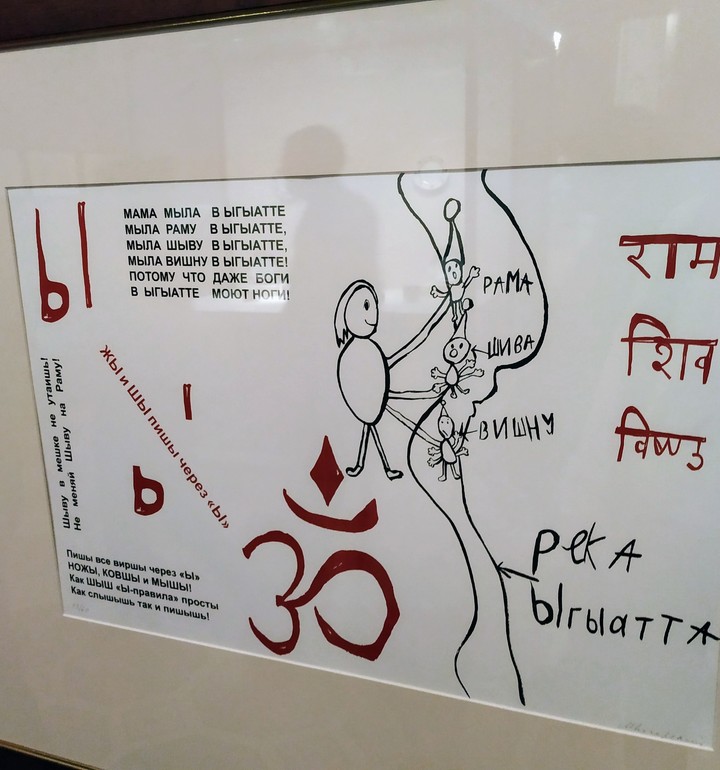 Ы
МАМА МЫЛА В ЫГЫАТТЕ
МЫЛА РАМУ В ЫГЫАТТЕ,
МЫЛА ШЫВУ В ЫГЫАТТЕ,
МЫЛА ВИШНУ В ЫГЫАТТЕ!
ПОТОМУ ЧТО ДАЖЕ БОГИ
В ЫГЫАТТЕ МОЮТ НОГИ!
РАМА
ШИВА
ВИШНУ
राम
शिव
विष्णु
Шыву в мешке не утаишь!
Не меняй Шыву на Раму!
ЖЫ и ШЫ пишы через «Ы»
Ы
Пишы все виршы через «Ы»
НОЖЫ, КОВШЫ и МЫШЫ!
Как ШЫШ «Ы-правила» просты
Как слышышь так и пишышь!
ॐ
река
Ыгыатта